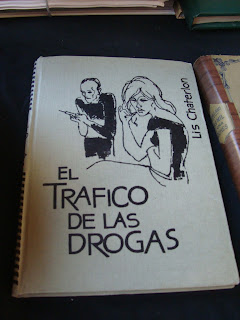 Lis Chaterlon
EL
TRAFICO
DE LAS
DROGAS